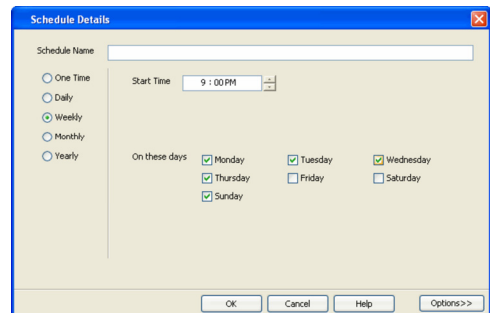 Schedule Details
Schedule Name
One Time
Start Time
9 : 00 PM
Daily
Weekly
Monthly
Yearly
On these days
Monday
Tuesday
Wednesday
Thursday
Friday
Saturday
Sunday
OK
Cancel
Help
Options>>